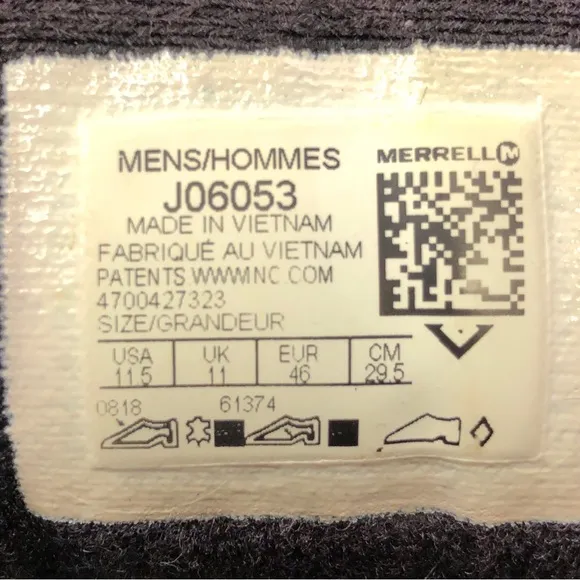 MENS/HOMMES
MERRELL M
J06053
MADE IN VIETNAM
FABRIQUÉ AU VIETNAM
PATENTS WWWMNC.COM
4700427323
SIZE/GRANDEUR
USA UK EUR CM
11.5 11 46 29.5
0818 61374